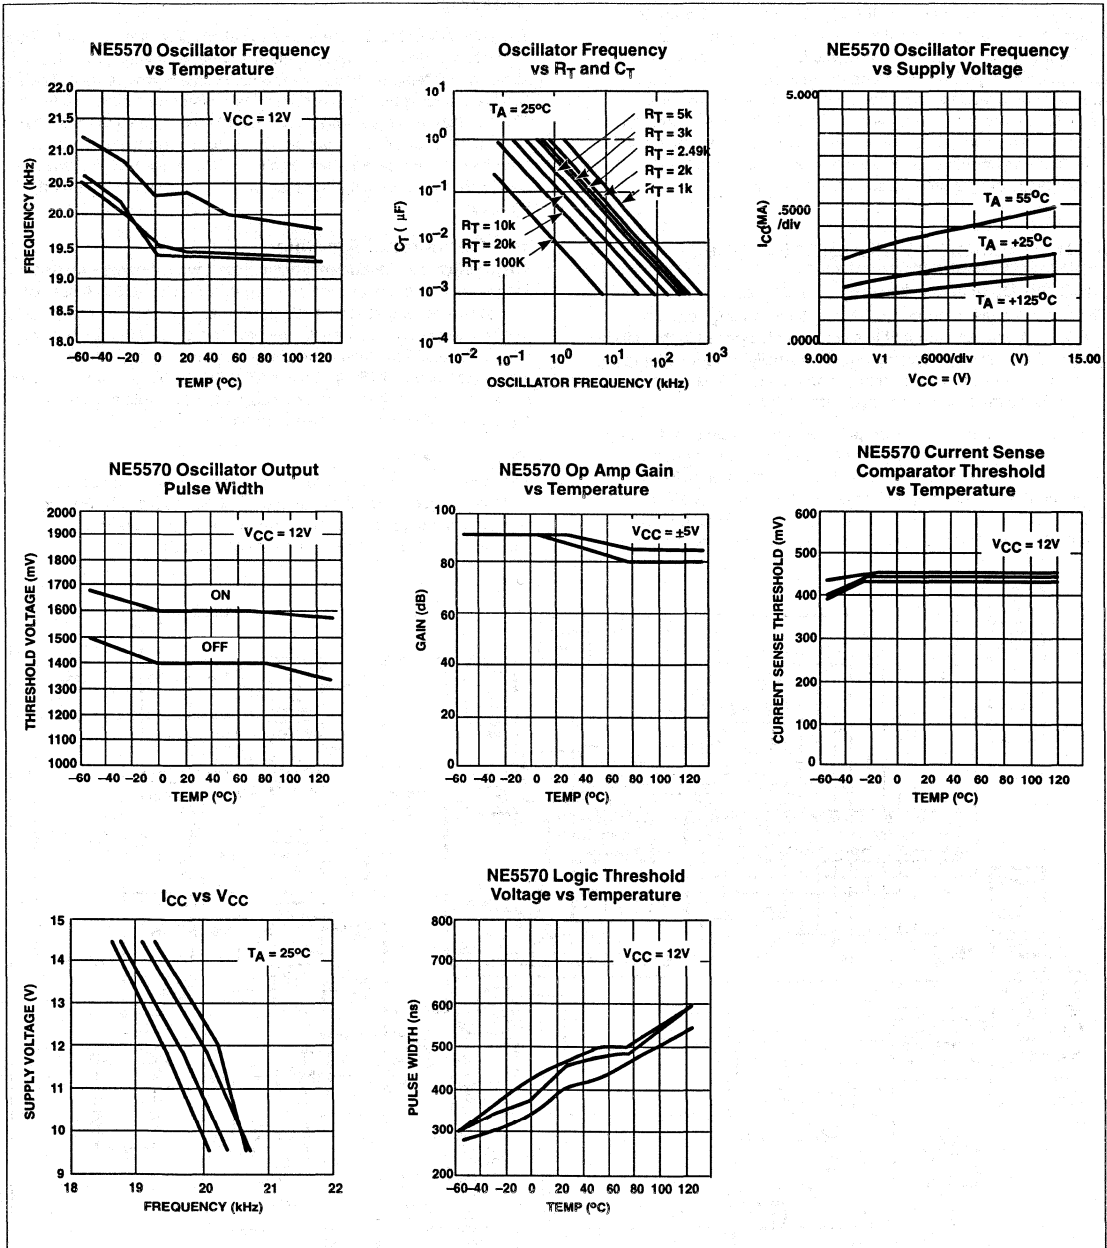 NE5570 Oscillator Frequency
vs Temperature
22.0
21.5
21.0
20.5
20.0
19.5
19.0
18.5
18.0
FREQUENCY (kHz)
VCC = 12V
–60 –40 –20 0 20 40 60 80 100 120
TEMP (ºC)
Oscillator Frequency
vs RT and CT
10¹
10⁰
10⁻¹
10⁻²
10⁻³
10⁻⁴
CT ( µF)
TA = 25ºC
RT = 5k
RT = 3k
RT = 2.49k
RT = 2k
RT = 1k
RT = 10k
RT = 20k
RT = 100K
10⁻² 10⁻¹ 10⁰ 10¹ 10² 10³
OSCILLATOR FREQUENCY (kHz)
NE5570 Oscillator Frequency
vs Supply Voltage
5.000
.5000
/div
.0000
ICC(MA)
TA = 55ºC
TA = +25ºC
TA = +125ºC
9.000 V1 .6000/div (V) 15.00
VCC = (V)
NE5570 Oscillator Output
Pulse Width
2000
1900
1800
1700
1600
1500
1400
1300
1200
1100
1000
THRESHOLD VOLTAGE (mV)
VCC = 12V
ON
OFF
–60 –40 –20 0 20 40 60 80 100 120
TEMP (ºC)
NE5570 Op Amp Gain
vs Temperature
100
80
60
40
20
0
GAIN (dB)
VCC = ±5V
–60 –40 –20 0 20 40 60 80 100 120
TEMP (ºC)
NE5570 Current Sense
Comparator Threshold
vs Temperature
600
500
400
300
200
100
0
CURRENT SENSE THRESHOLD (mV)
VCC = 12V
–60–40 –20 0 20 40 60 80 100 120
TEMP (ºC)
ICC vs VCC
15
14
13
12
11
10
9
SUPPLY VOLTAGE (V)
TA = 25ºC
18 19 20 21 22
FREQUENCY (kHz)
NE5570 Logic Threshold
Voltage vs Temperature
800
700
600
500
400
300
200
PULSE WIDTH (ns)
VCC = 12V
–60–40 –20 0 20 40 60 80 100 120
TEMP (ºC)